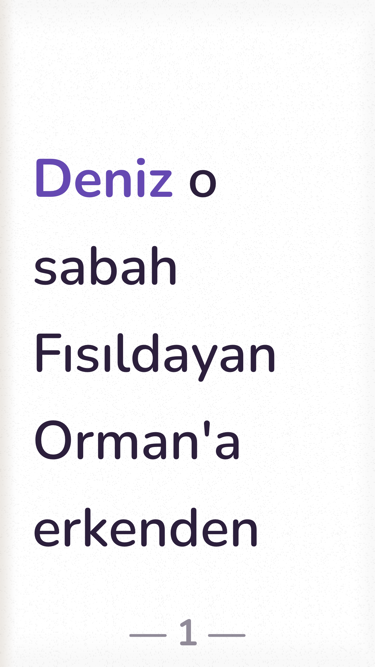 Deniz o
sabah
Fısıldayan
Orman'a
erkenden
— 1 —